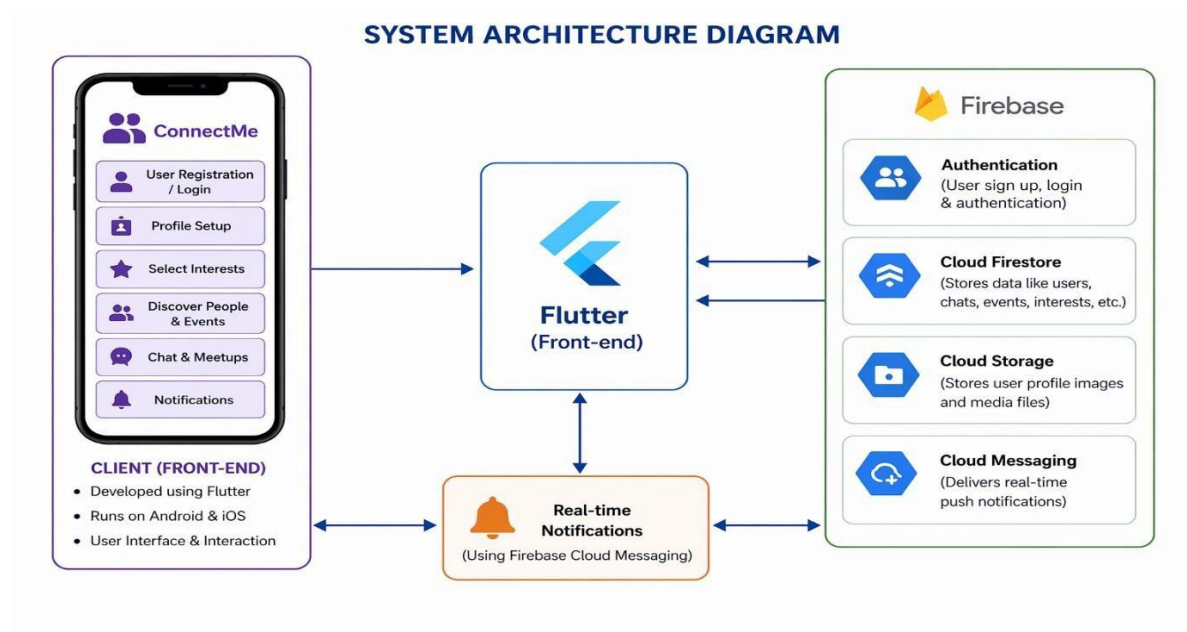 SYSTEM ARCHITECTURE DIAGRAM
ConnectMe
User Registration
/ Login
Profile Setup
Select Interests
Discover People
& Events
Chat & Meetups
Notifications
CLIENT (FRONT-END)
• Developed using Flutter
• Runs on Android & iOS
• User Interface & Interaction
Flutter
(Front-end)
Real-time
Notifications
(Using Firebase Cloud Messaging)
Firebase
Authentication
(User sign up, login
& authentication)
Cloud Firestore
(Stores data like users,
chats, events, interests, etc.)
Cloud Storage
(Stores user profile images
and media files)
Cloud Messaging
(Delivers real-time
push notifications)